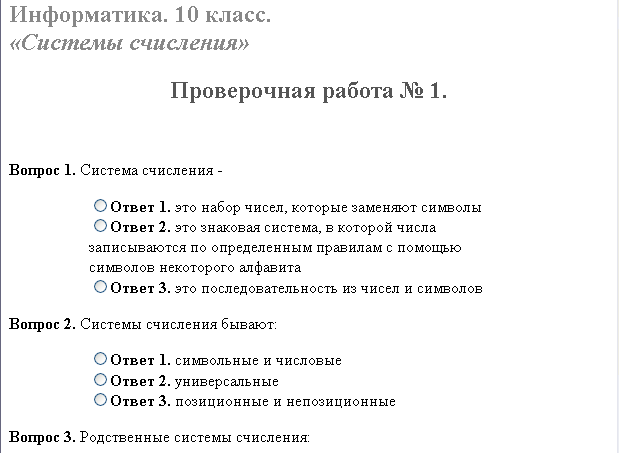 Информатика. 10 класс.
«Системы счисления»
Проверочная работа № 1.
Вопрос 1. Система счисления -
Ответ 1. это набор чисел, которые заменяют символы
Ответ 2. это знаковая система, в которой числа
записываются по определенным правилам с помощью
символов некоторого алфавита
Ответ 3. это последовательность из чисел и символов
Вопрос 2. Системы счисления бывают:
Ответ 1. символьные и числовые
Ответ 2. универсальные
Ответ 3. позиционные и непозиционные
Вопрос 3. Родственные системы счисления: